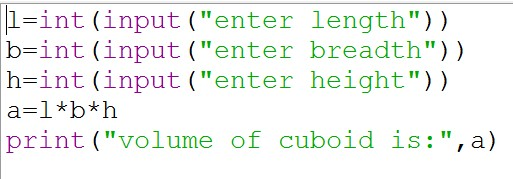 l=int(input("enter length"))
b=int(input("enter breadth"))
h=int(input("enter height"))
a=l*b*h
print("volume of cuboid is:",a)